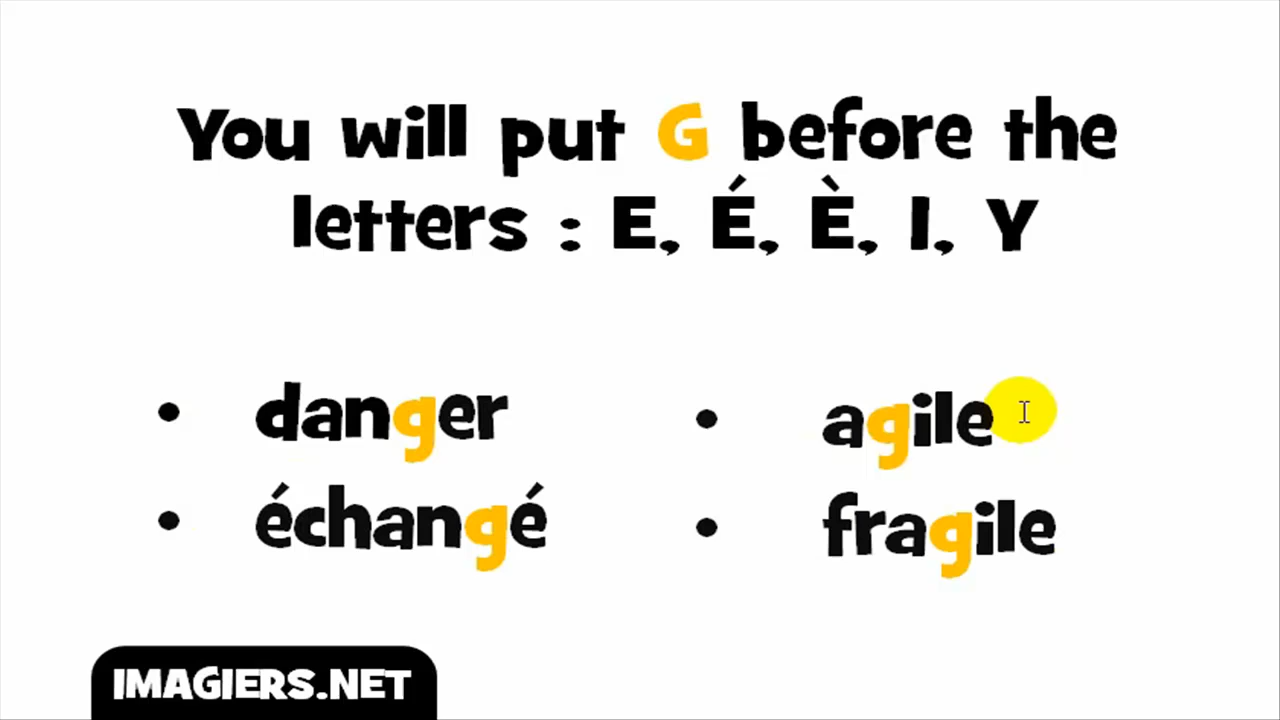 You will put G before the
letters : E, É, È, I, Y
• danger
• échangé
• agile
• fragile
IMAGIERS.NET